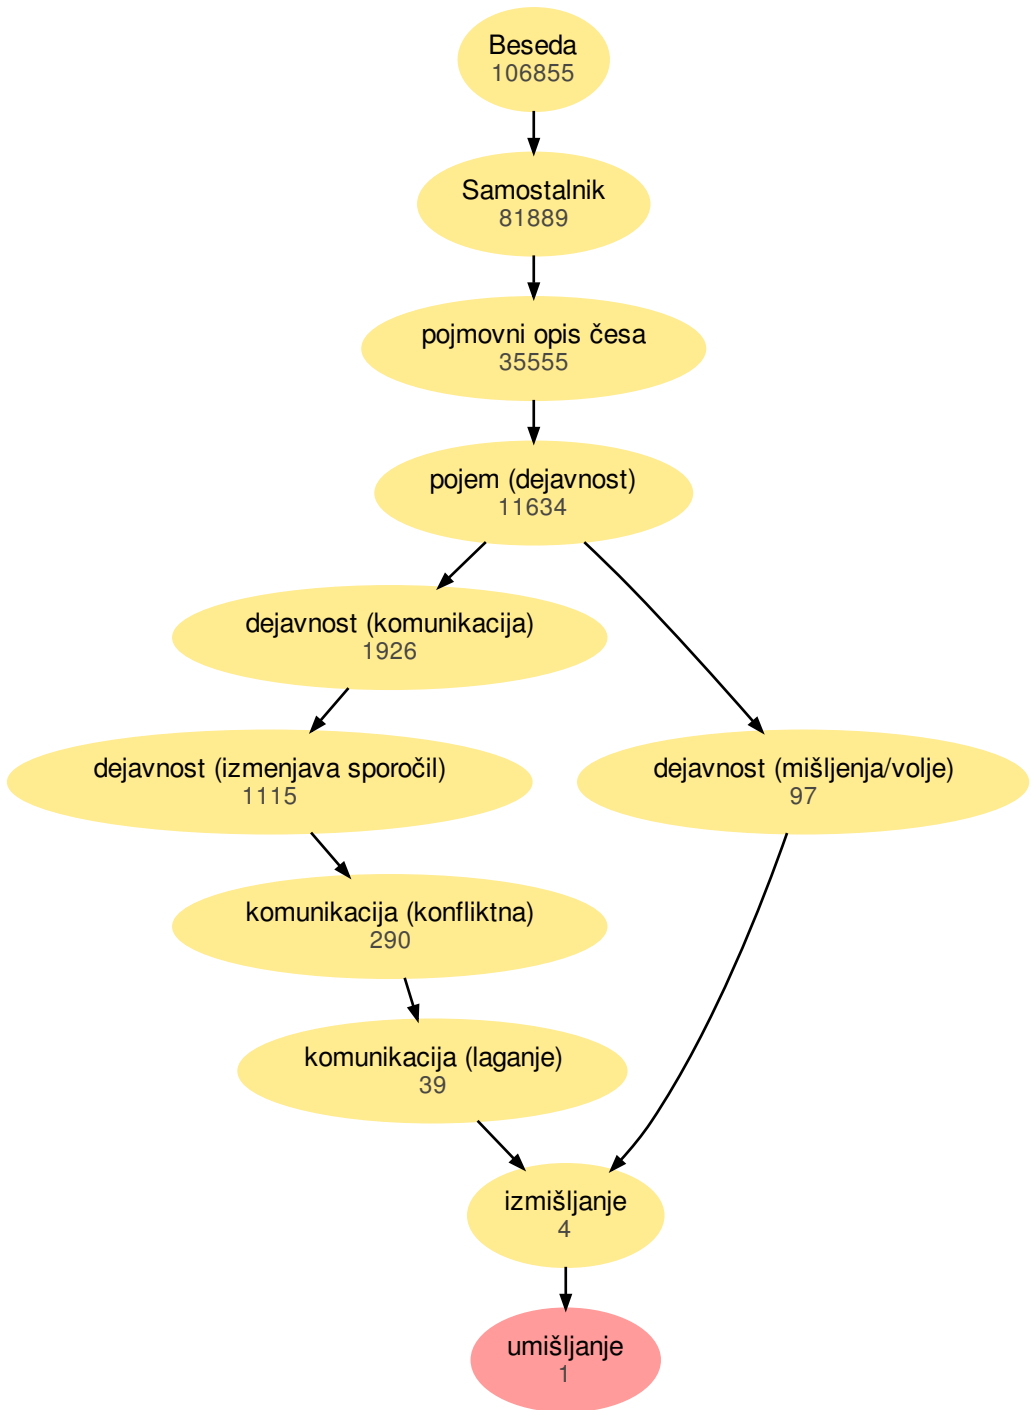 Beseda
106855
Samostalnik
81889
pojmovni opis česa
35555
pojem (dejavnost)
11634
dejavnost (komunikacija)
1926
dejavnost (izmenjava sporočil)
1115
dejavnost (mišljenja/volje)
97
komunikacija (konfliktna)
290
komunikacija (laganje)
39
izmišljanje
4
umišljanje
1